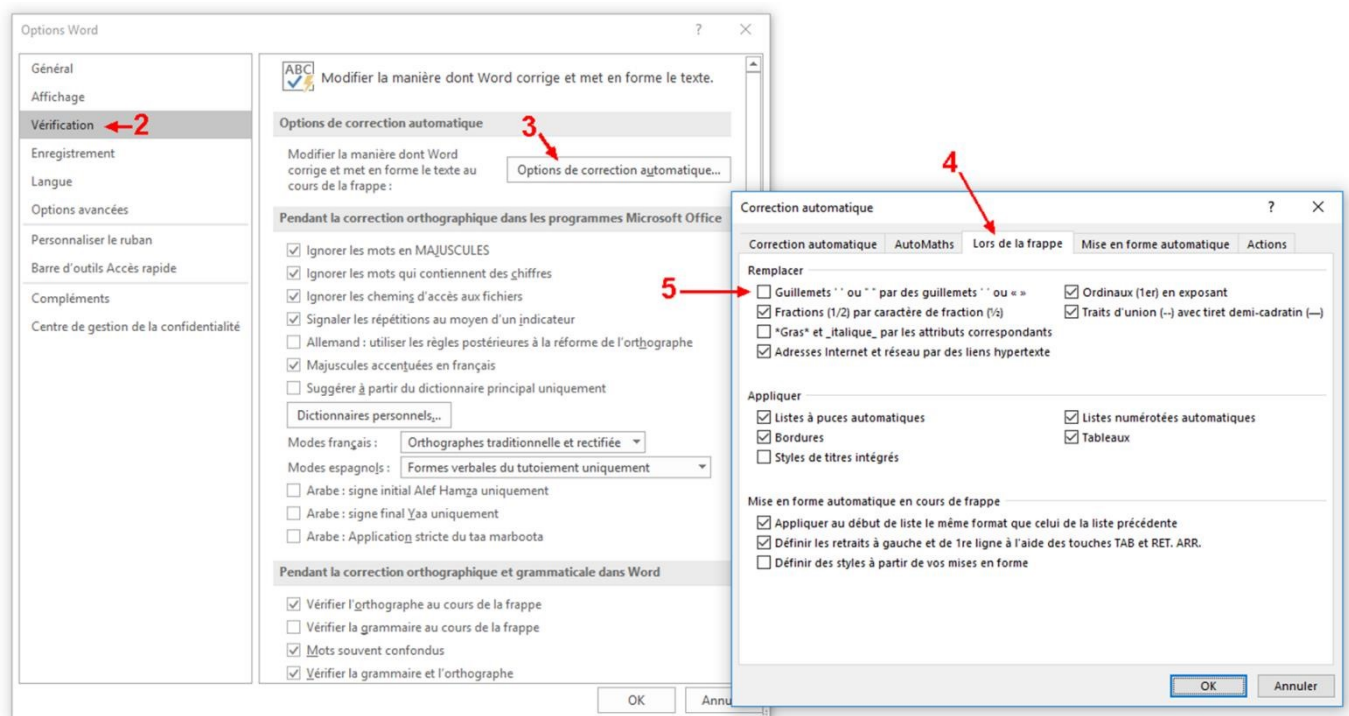 Options Word
?
Général
Affichage
Vérification
2
Enregistrement
Langue
Options avancées
Personnaliser le ruban
Barre d'outils Accès rapide
Compléments
Centre de gestion de la confidentialité
ABC
Modifier la manière dont Word corrige et met en forme le texte.
Options de correction automatique
3
Modifier la manière dont Word
corrige et met en forme le texte au
cours de la frappe :
Options de correction automatique...
Pendant la correction orthographique dans les programmes Microsoft Office
Ignorer les mots en MAJUSCULES
Ignorer les mots qui contiennent des chiffres
Ignorer les chemins d'accès aux fichiers
Signaler les répétitions au moyen d'un indicateur
Allemand : utiliser les règles postérieures à la réforme de l'orthographe
Majuscules accentuées en français
Suggérer à partir du dictionnaire principal uniquement
Dictionnaires personnels...
Modes français : Orthographes traditionnelle et rectifiée
Modes espagnols : Formes verbales du tutoiement uniquement
Arabe : signe initial Alef Hamza uniquement
Arabe : signe final Yaa uniquement
Arabe : Application stricte du taa marboota
Pendant la correction orthographique et grammaticale dans Word
Vérifier l'orthographe au cours de la frappe
Vérifier la grammaire au cours de la frappe
Mots souvent confondus
Vérifier la grammaire et l'orthographe
OK
Annu
4
Correction automatique
?
Correction automatique AutoMaths Lors de la frappe Mise en forme automatique Actions
Remplacer
5
Guillemets ' ' ou " " par des guillemets ' ' ou « »
Ordinaux (1er) en exposant
Fractions (1/2) par caractère de fraction (½)
Traits d'union (--) avec tiret demi-cadratin (—)
*Gras* et _italique_ par les attributs correspondants
Adresses Internet et réseau par des liens hypertexte
Appliquer
Listes à puces automatiques
Listes numérotées automatiques
Bordures
Tableaux
Styles de titres intégrés
Mise en forme automatique en cours de frappe
Appliquer au début de liste le même format que celui de la liste précédente
Définir les retraits à gauche et de 1re ligne à l'aide des touches TAB et RET. ARR.
Définir des styles à partir de vos mises en forme
OK
Annuler